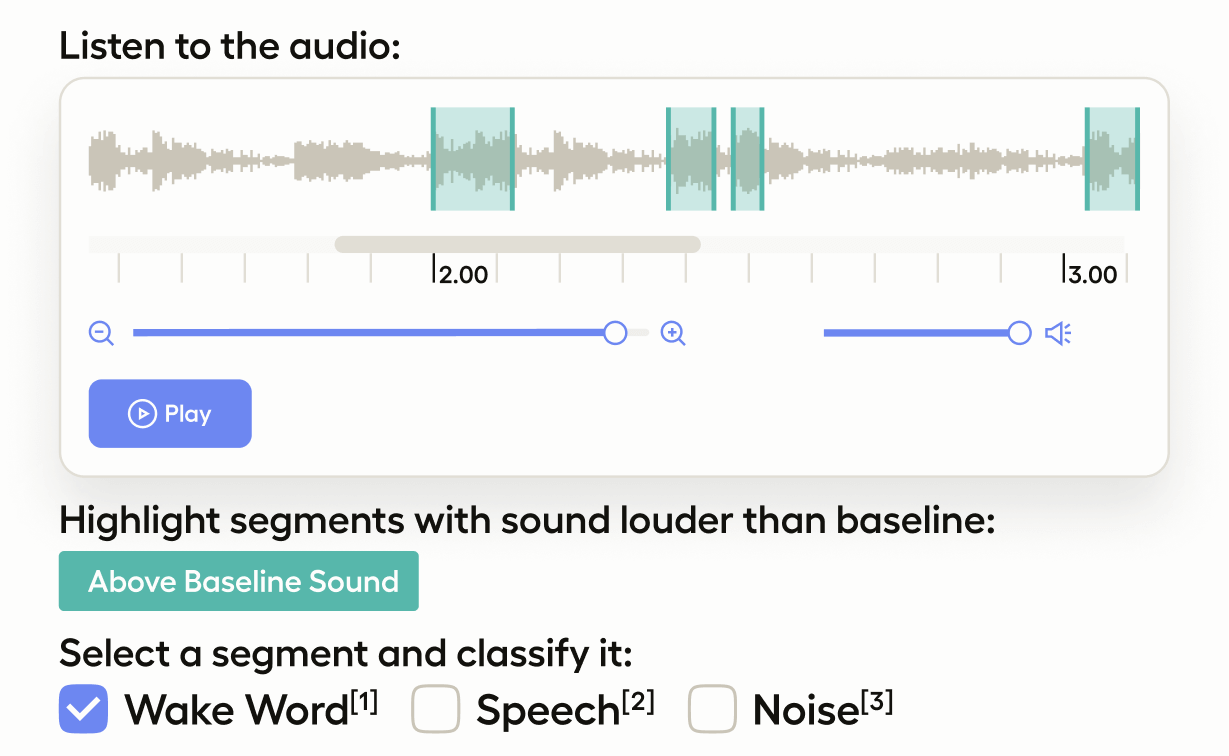 Listen to the audio:
2.00 3.00
Play
Highlight segments with sound louder than baseline:
Above Baseline Sound
Select a segment and classify it:
Wake Word[1] Speech[2] Noise[3]